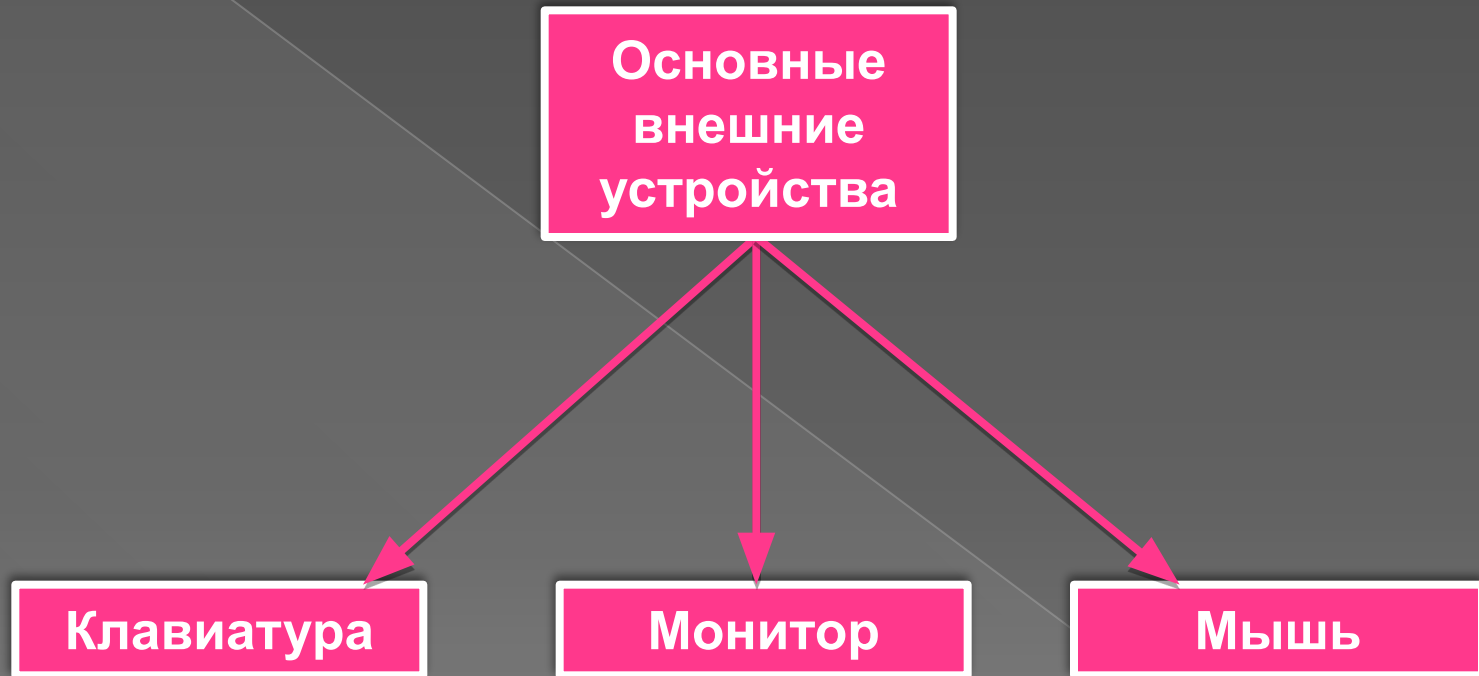 Основные
внешние
устройства
Клавиатура
Монитор
Мышь